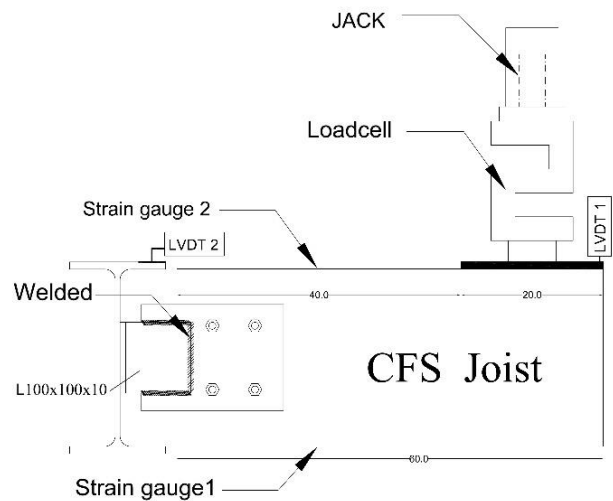 JACK
Loadcell
LVDT 1
Strain gauge 2
LVDT 2
40.0
20.0
Welded
CFS Joist
L100x100x10
60.0
Strain gauge1